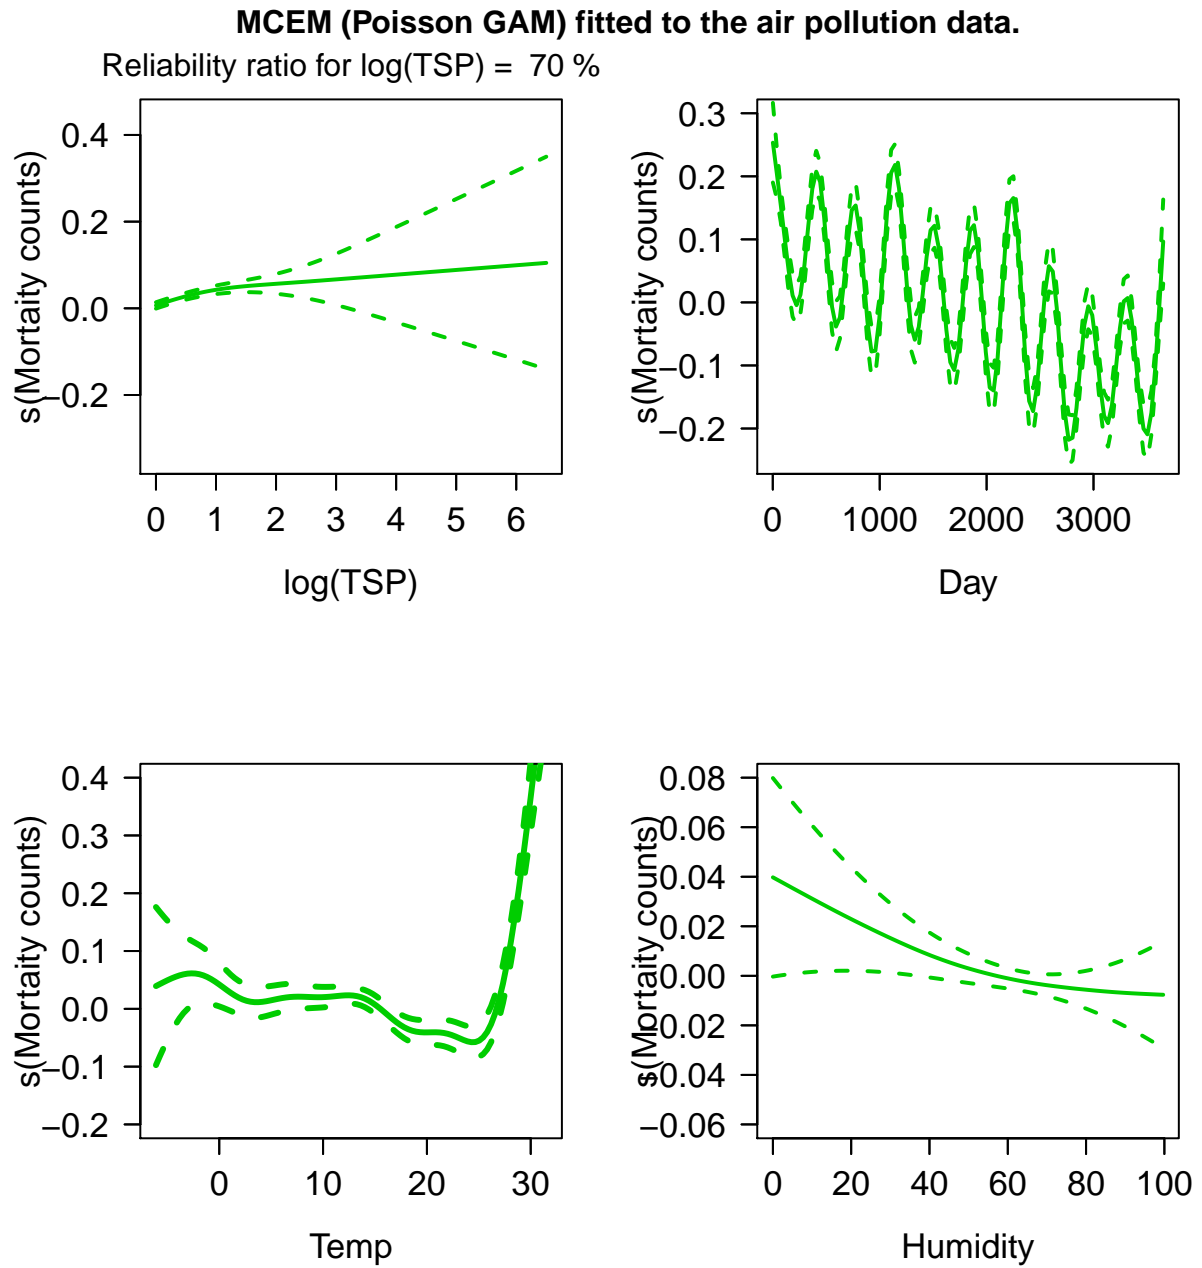 MCEM (Poisson GAM) fitted to the air pollution data.
Reliability ratio for log(TSP) = 70 %
s(Mortaity counts)
0.4
0.2
0.0
−0.2
0 1 2 3 4 5 6
log(TSP)
s(Mortaity counts)
0.3
0.2
0.1
0.0
−0.1
−0.2
0 1000 2000 3000
Day
s(Mortaity counts)
0.4
0.3
0.2
0.1
0.0
−0.1
−0.2
0 10 20 30
Temp
s(Mortaity counts)
0.08
0.06
0.04
0.02
0.00
−0.02
−0.04
−0.06
0 20 40 60 80 100
Humidity